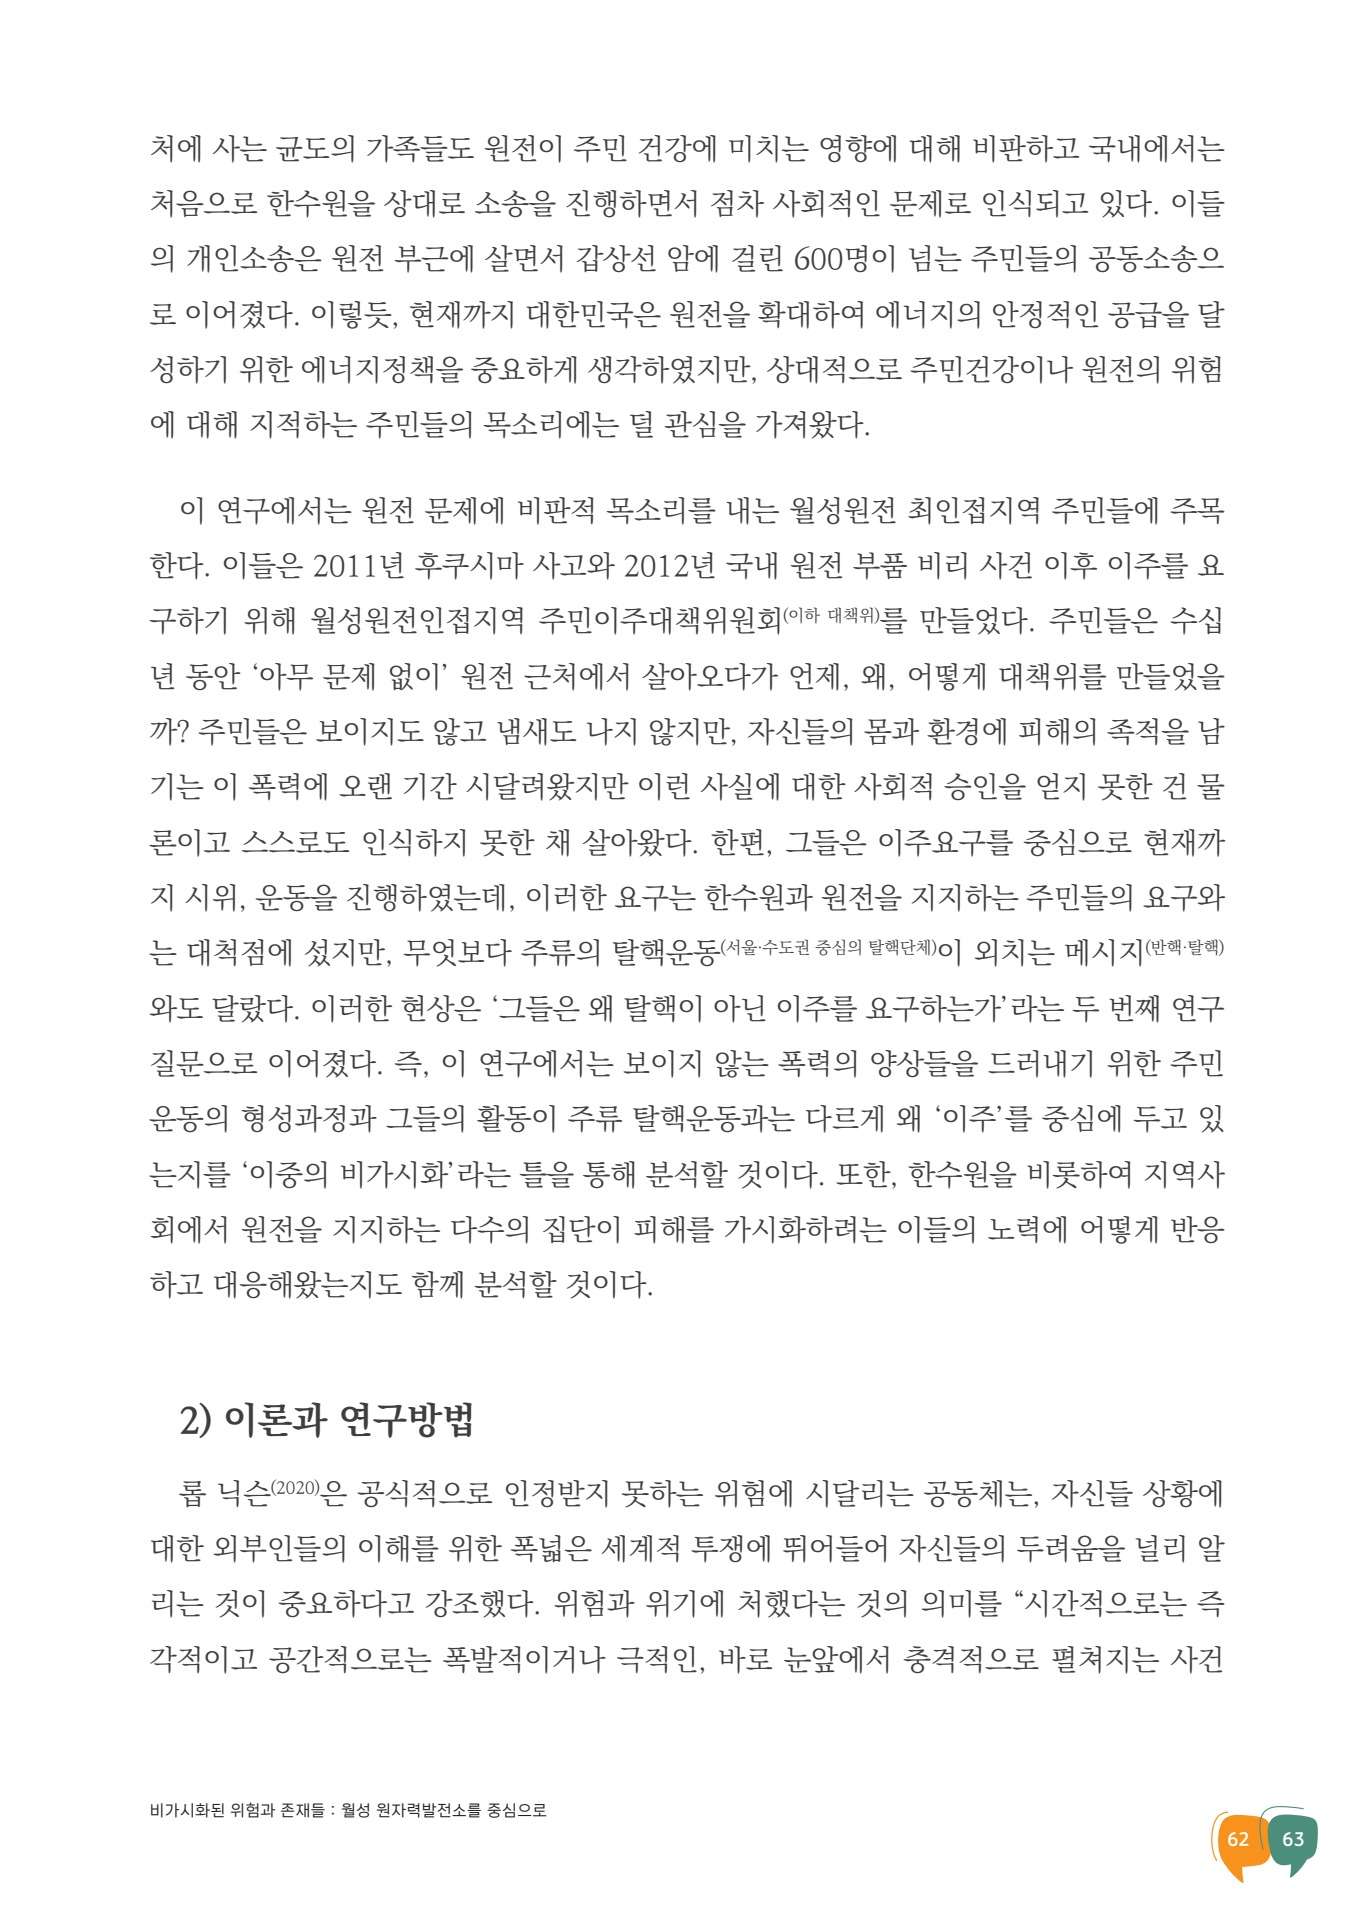 처에 사는 균도의 가족들도 원전이 주민 건강에 미치는 영향에 대해 비판하고 국내에서는
처음으로 한수원을 상대로 소송을 진행하면서 점차 사회적인 문제로 인식되고 있다. 이들
의 개인소송은 원전 부근에 살면서 갑상선 암에 걸린 600명이 넘는 주민들의 공동소송으
로 이어졌다. 이렇듯, 현재까지 대한민국은 원전을 확대하여 에너지의 안정적인 공급을 달
성하기 위한 에너지정책을 중요하게 생각하였지만, 상대적으로 주민건강이나 원전의 위험
에 대해 지적하는 주민들의 목소리에는 덜 관심을 가져왔다.
이 연구에서는 원전 문제에 비판적 목소리를 내는 월성원전 최인접지역 주민들에 주목
한다. 이들은 2011년 후쿠시마 사고와 2012년 국내 원전 부품 비리 사건 이후 이주를 요
구하기 위해 월성원전인접지역 주민이주대책위원회(이하 대책위)를 만들었다. 주민들은 수십
년 동안 ‘아무 문제 없이’ 원전 근처에서 살아오다가 언제, 왜, 어떻게 대책위를 만들었을
까? 주민들은 보이지도 않고 냄새도 나지 않지만, 자신들의 몸과 환경에 피해의 족적을 남
기는 이 폭력에 오랜 기간 시달려왔지만 이런 사실에 대한 사회적 승인을 얻지 못한 건 물
론이고 스스로도 인식하지 못한 채 살아왔다. 한편, 그들은 이주요구를 중심으로 현재까
지 시위, 운동을 진행하였는데, 이러한 요구는 한수원과 원전을 지지하는 주민들의 요구와
는 대척점에 섰지만, 무엇보다 주류의 탈핵운동(서울·수도권 중심의 탈핵단체)이 외치는 메시지(반핵·탈핵)
와도 달랐다. 이러한 현상은 ‘그들은 왜 탈핵이 아닌 이주를 요구하는가’라는 두 번째 연구
질문으로 이어졌다. 즉, 이 연구에서는 보이지 않는 폭력의 양상들을 드러내기 위한 주민
운동의 형성과정과 그들의 활동이 주류 탈핵운동과는 다르게 왜 ‘이주’를 중심에 두고 있
는지를 ‘이중의 비가시화’라는 틀을 통해 분석할 것이다. 또한, 한수원을 비롯하여 지역사
회에서 원전을 지지하는 다수의 집단이 피해를 가시화하려는 이들의 노력에 어떻게 반응
하고 대응해왔는지도 함께 분석할 것이다.
2) 이론과 연구방법
롭 닉슨(2020)은 공식적으로 인정받지 못하는 위험에 시달리는 공동체는, 자신들 상황에
대한 외부인들의 이해를 위한 폭넓은 세계적 투쟁에 뛰어들어 자신들의 두려움을 널리 알
리는 것이 중요하다고 강조했다. 위험과 위기에 처했다는 것의 의미를 “시간적으로는 즉
각적이고 공간적으로는 폭발적이거나 극적인, 바로 눈앞에서 충격적으로 펼쳐지는 사건
비가시화된 위험과 존재들 : 월성 원자력발전소를 중심으로
62 63